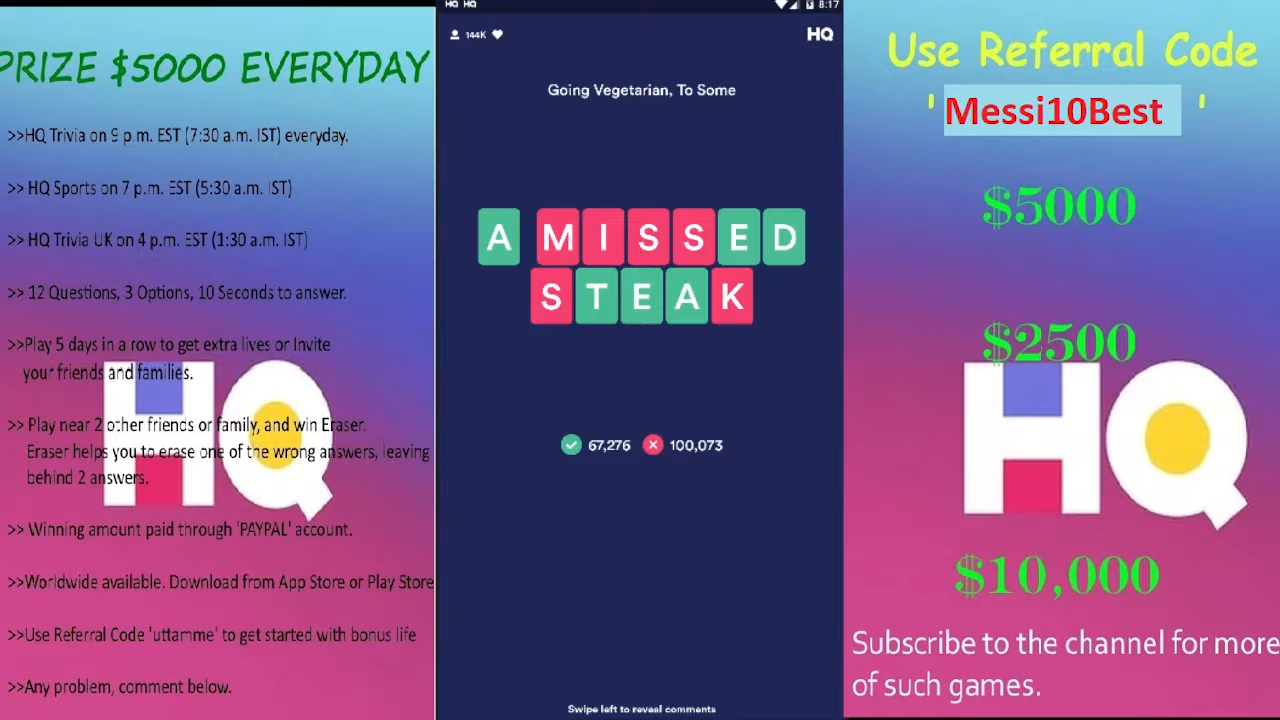 PRIZE $5000 EVERYDAY
>>HQ Trivia on 9 p.m. EST (7:30 a.m. IST) everyday.
>> HQ Sports on 7 p.m. EST (5:30 a.m. IST)
>> HQ Trivia UK on 4 p.m. EST (1:30 a.m. IST)
>> 12 Questions, 3 Options, 10 Seconds to answer.
>>Play 5 days in a row to get extra lives or Invite
your friends and families.
>> Play near 2 other friends or family, and win Eraser.
Eraser helps you to erase one of the wrong answers, leaving
behind 2 answers.
>> Winning amount paid through 'PAYPAL' account.
>>Worldwide available. Download from App Store or Play Store
>>Use Referral Code 'uttamme' to get started with bonus life
>>Any problem, comment below.
HQ
HQ HQ 8:17
144K HQ
Going Vegetarian, To Some
A MISSED
STEAK
67,276 100,073
Swipe left to reveal comments
Use Referral Code
' Messi10Best '
$5000
$2500
HQ
$10,000
Subscribe to the channel for more
of such games.